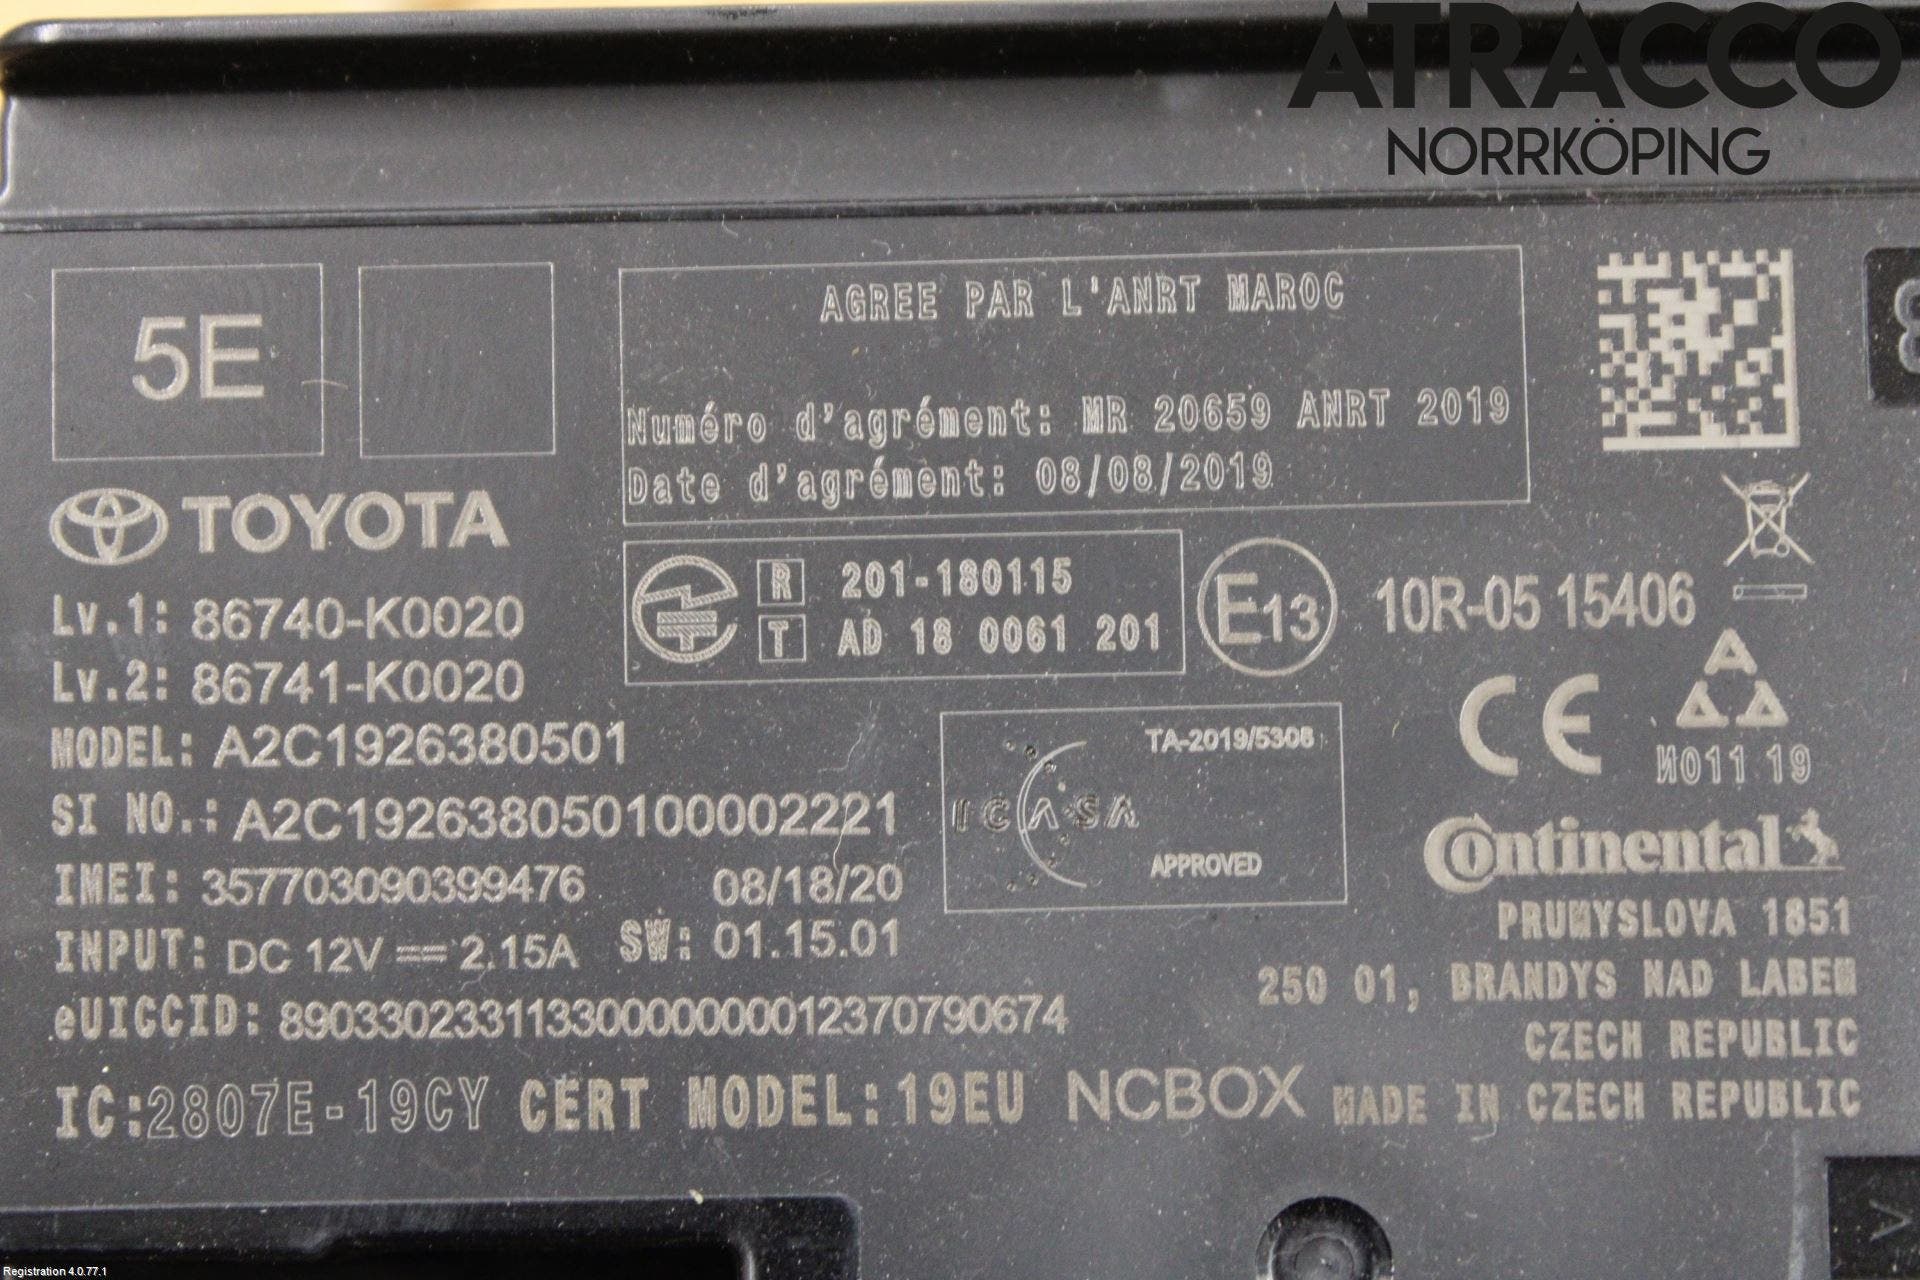 ATRACCO
NORRKÖPING
5E
AGREE PAR L'ANRT MAROC
Numéro d'agrément: MR 20659 ANRT 2019
Date d'agrément: 08/08/2019
TOYOTA
Lv.1: 86740-K0020
Lv.2: 86741-K0020
MODEL: A2C1926380501
SI NO.: A2C192638050100002221
IMEI: 357703090399476 08/18/20
INPUT: DC 12V 2.15A SW: 01.15.01
eUICCID: 89033023311330000000012370790674
IC:2807E-19CY CERT MODEL:19EU NCBOX
R 201-180115
T AD 18 0061 201
E13 10R-05 15406
TA-2019/5306
ICASA
APPROVED
CE
И011 19
Continental
PRUMYSLOVA 1851
250 01, BRANDYS NAD LABEM
CZECH REPUBLIC
MADE IN CZECH REPUBLIC
Registration 4.0.77.1